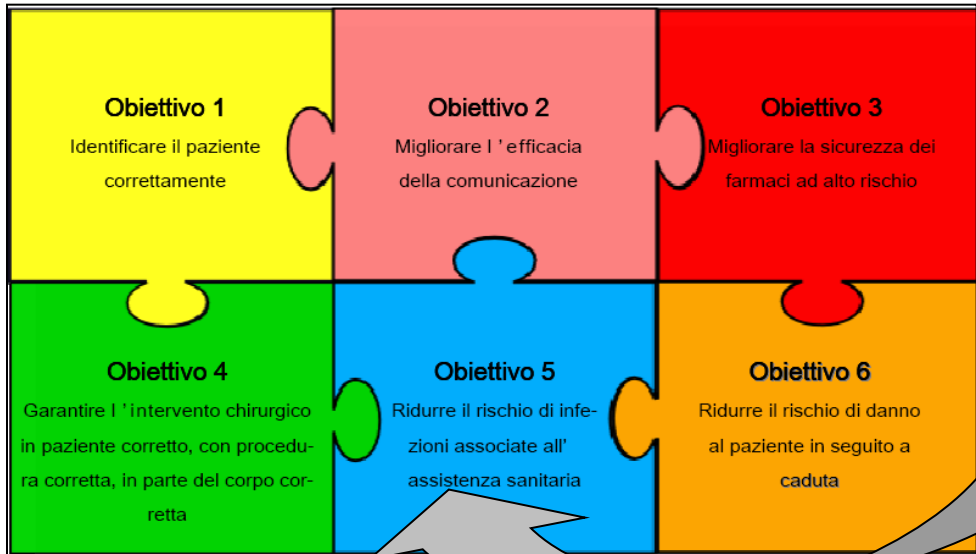 Obiettivo 1
Identificare il paziente
correttamente
Obiettivo 2
Migliorare l 'efficacia
della comunicazione
Obiettivo 3
Migliorare la sicurezza dei
farmaci ad alto rischio
Obiettivo 4
Garantire l 'intervento chirurgico
in paziente corretto, con procedu-
ra corretta, in parte del corpo cor-
retta
Obiettivo 5
Ridurre il rischio di infe-
zioni associate all'
assistenza sanitaria
Obiettivo 6
Ridurre il rischio di danno
al paziente in seguito a
caduta